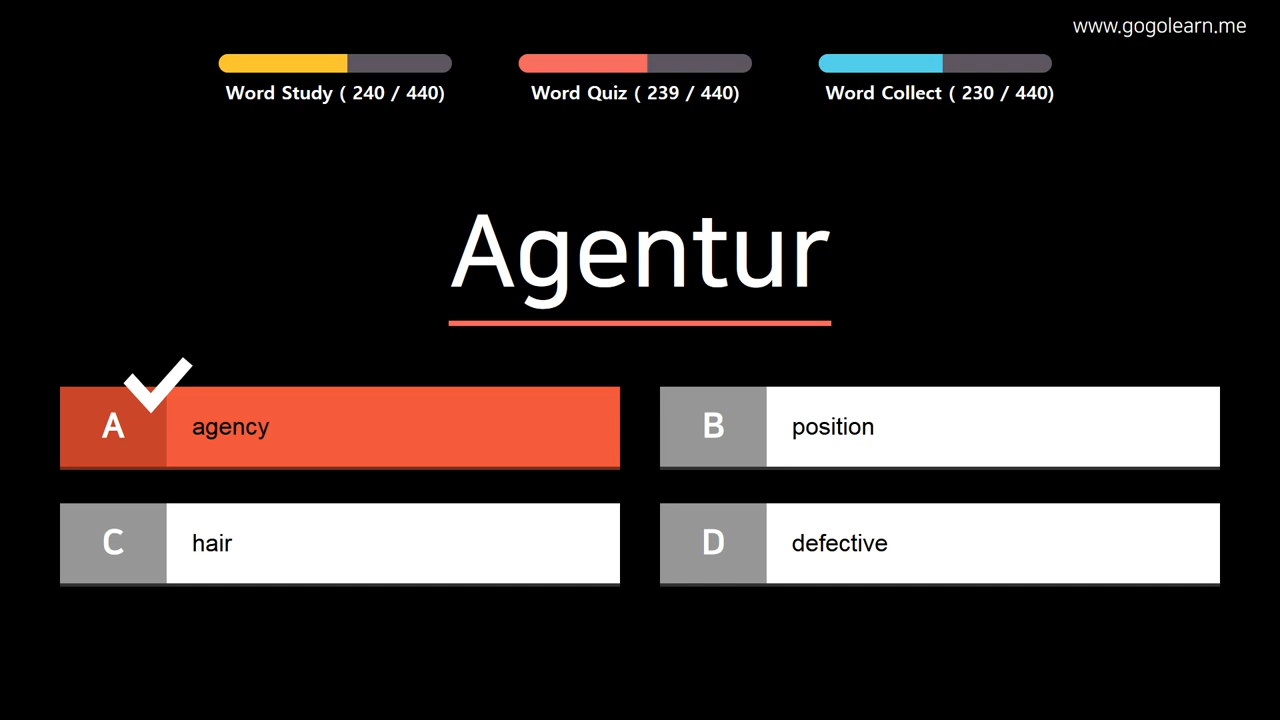 www.gogolearn.me
Word Study ( 240 / 440)
Word Quiz ( 239 / 440)
Word Collect ( 230 / 440)
Agentur
A agency
B position
C hair
D defective